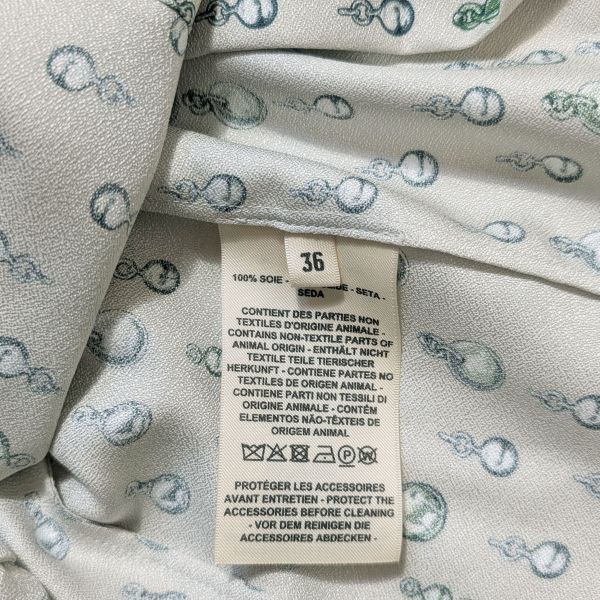 36
100% SOIE - IDE - SETA -
SEDA
CONTIENT DES PARTIES NON
TEXTILES D'ORIGINE ANIMALE -
CONTAINS NON-TEXTILE PARTS OF
ANIMAL ORIGIN - ENTHÄLT NICHT
TEXTILE TEILE TIERISCHER
HERKUNFT - CONTIENE PARTES NO
TEXTILES DE ORIGEN ANIMAL -
CONTIENE PARTI NON TESSILI DI
ORIGINE ANIMALE - CONTÉM
ELEMENTOS NÃO-TÊXTEIS DE
ORIGEM ANIMAL
P
PROTÉGER LES ACCESSOIRES
AVANT ENTRETIEN - PROTECT THE
ACCESSORIES BEFORE CLEANING
- VOR DEM REINIGEN DIE
ACCESSOIRES ABDECKEN -